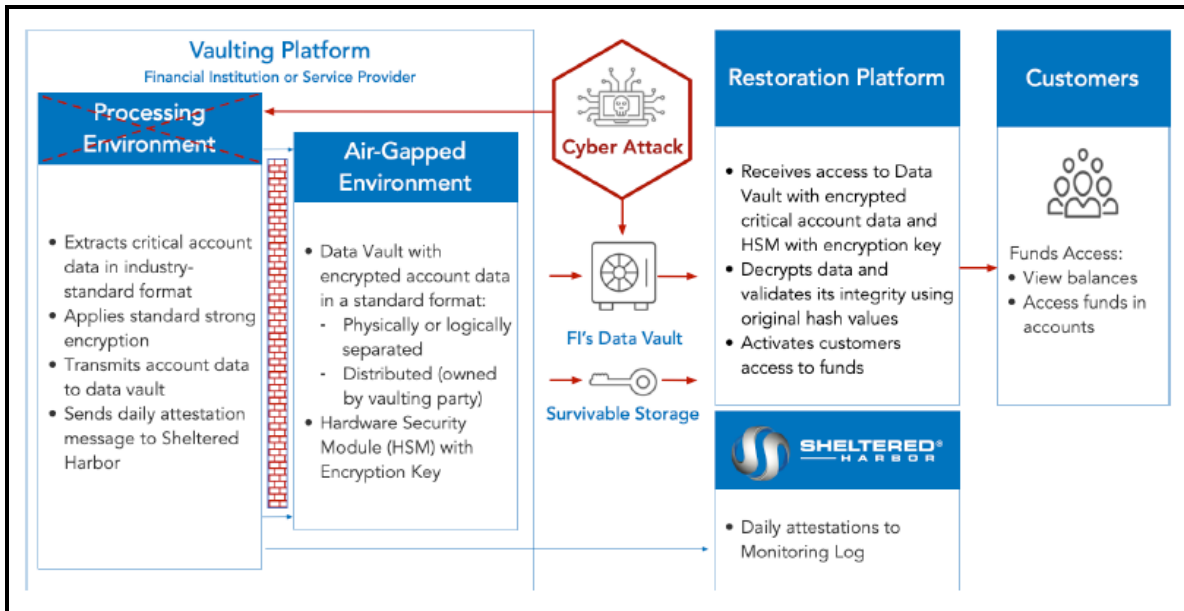 Vaulting Platform
Financial Institution or Service Provider
Processing
Environment
• Extracts critical account
data in industry-
standard format
• Applies standard strong
encryption
• Transmits account data
to data vault
• Sends daily attestation
message to Sheltered
Harbor
Air-Gapped
Environment
• Data Vault with
encrypted account data
in a standard format:
- Physically or logically
separated
- Distributed (owned
by vaulting party)
• Hardware Security
Module (HSM) with
Encryption Key
Cyber Attack
FI's Data Vault
Survivable Storage
Restoration Platform
• Receives access to Data
Vault with encrypted
critical account data and
HSM with encryption key
• Decrypts data and
validates its integrity using
original hash values
• Activates customers
access to funds
SHELTERED®
HARBOR
• Daily attestations to
Monitoring Log
Customers
Funds Access:
• View balances
• Access funds in
accounts